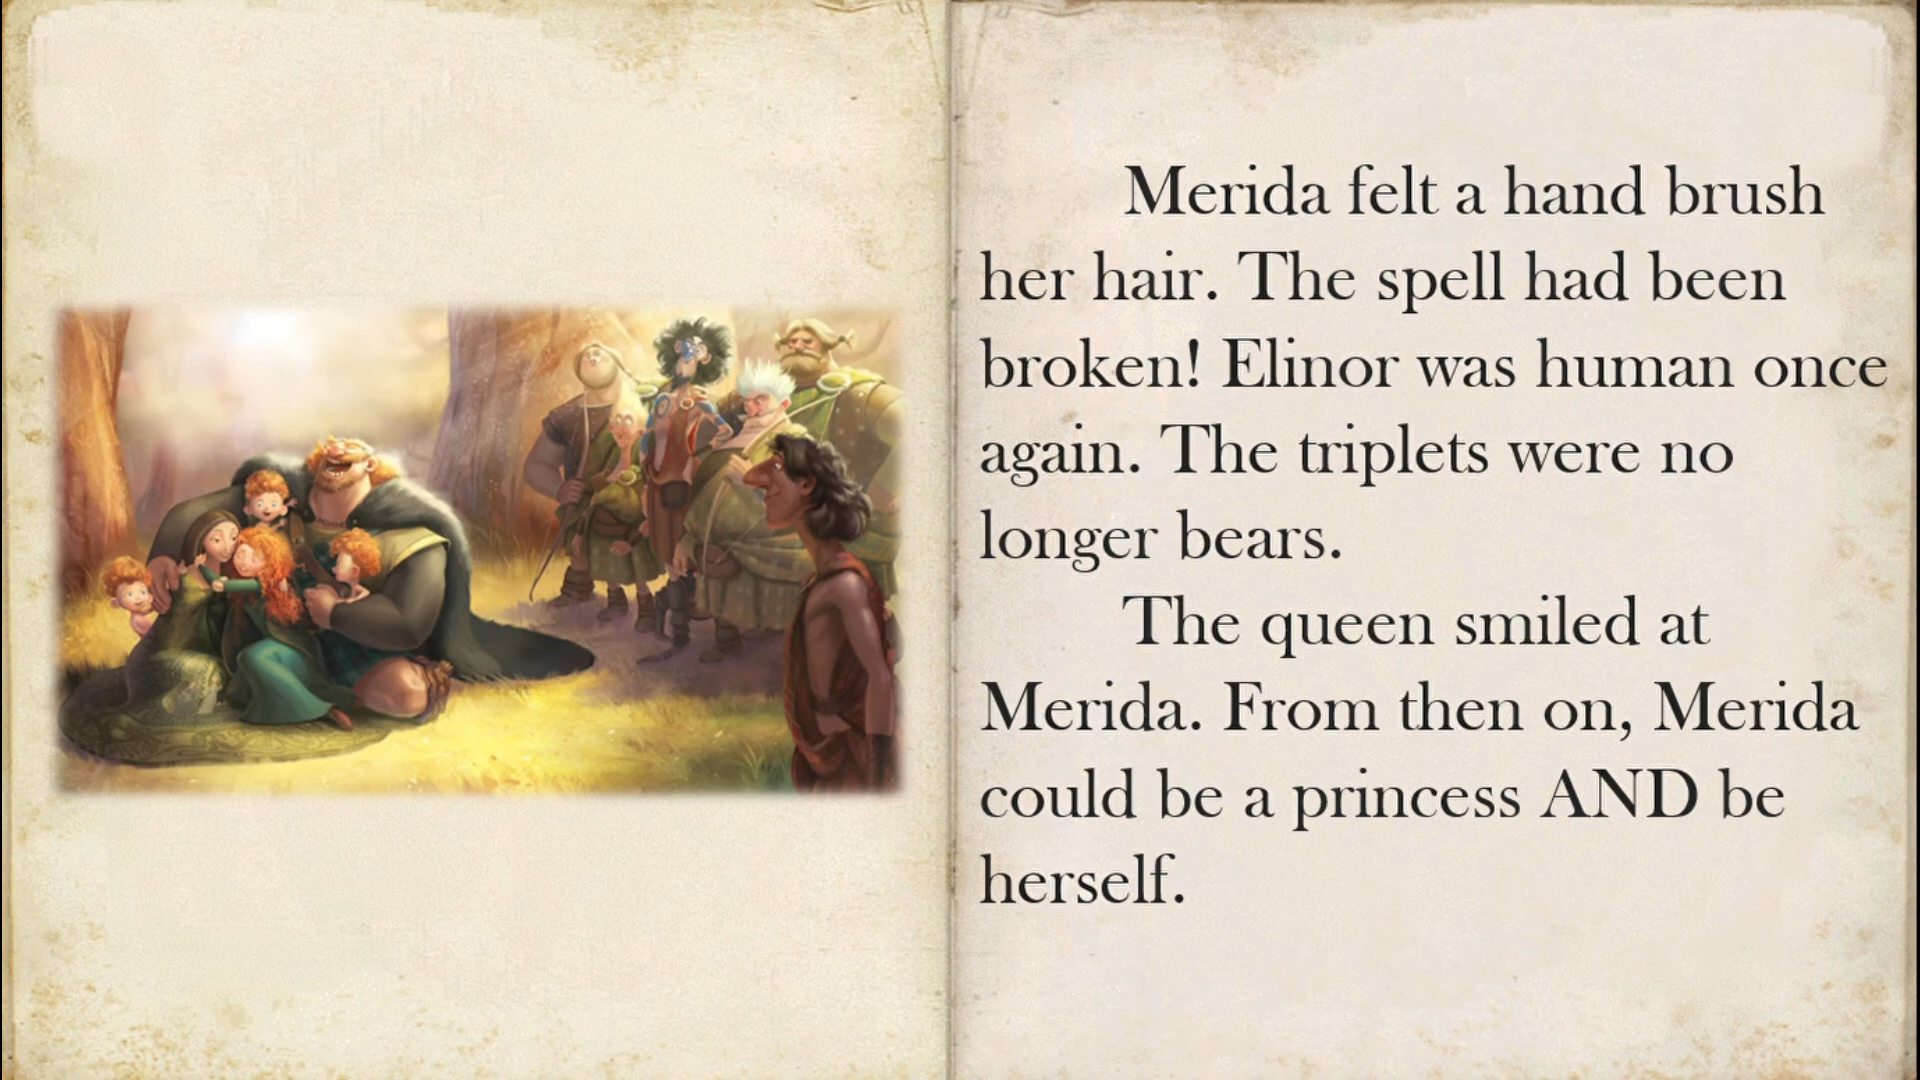 Merida felt a hand brush
her hair. The spell had been
broken! Elinor was human once
again. The triplets were no
longer bears.
The queen smiled at
Merida. From then on, Merida
could be a princess AND be
herself.